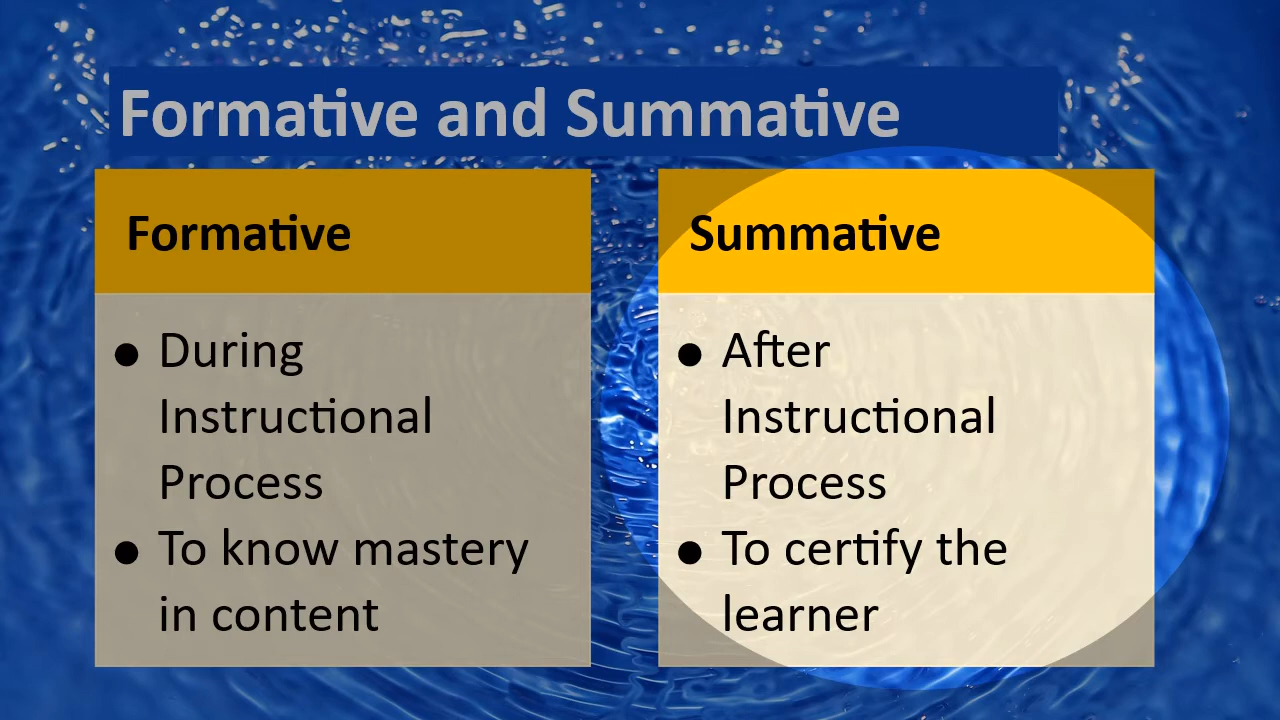 Formative and Summative
Formative
● During
Instructional
Process
● To know mastery
in content
Summative
● After
Instructional
Process
● To certify the
learner